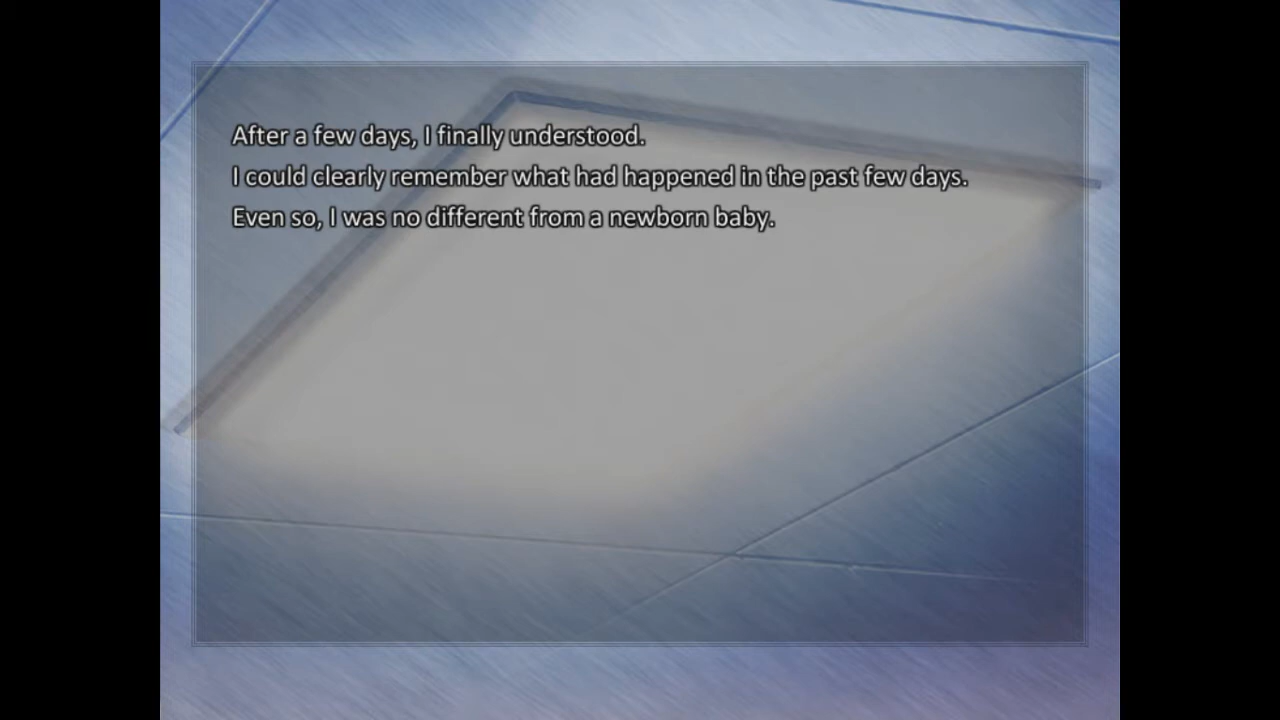 After a few days, I finally understood.
I could clearly remember what had happened in the past few days.
Even so, I was no different from a newborn baby.